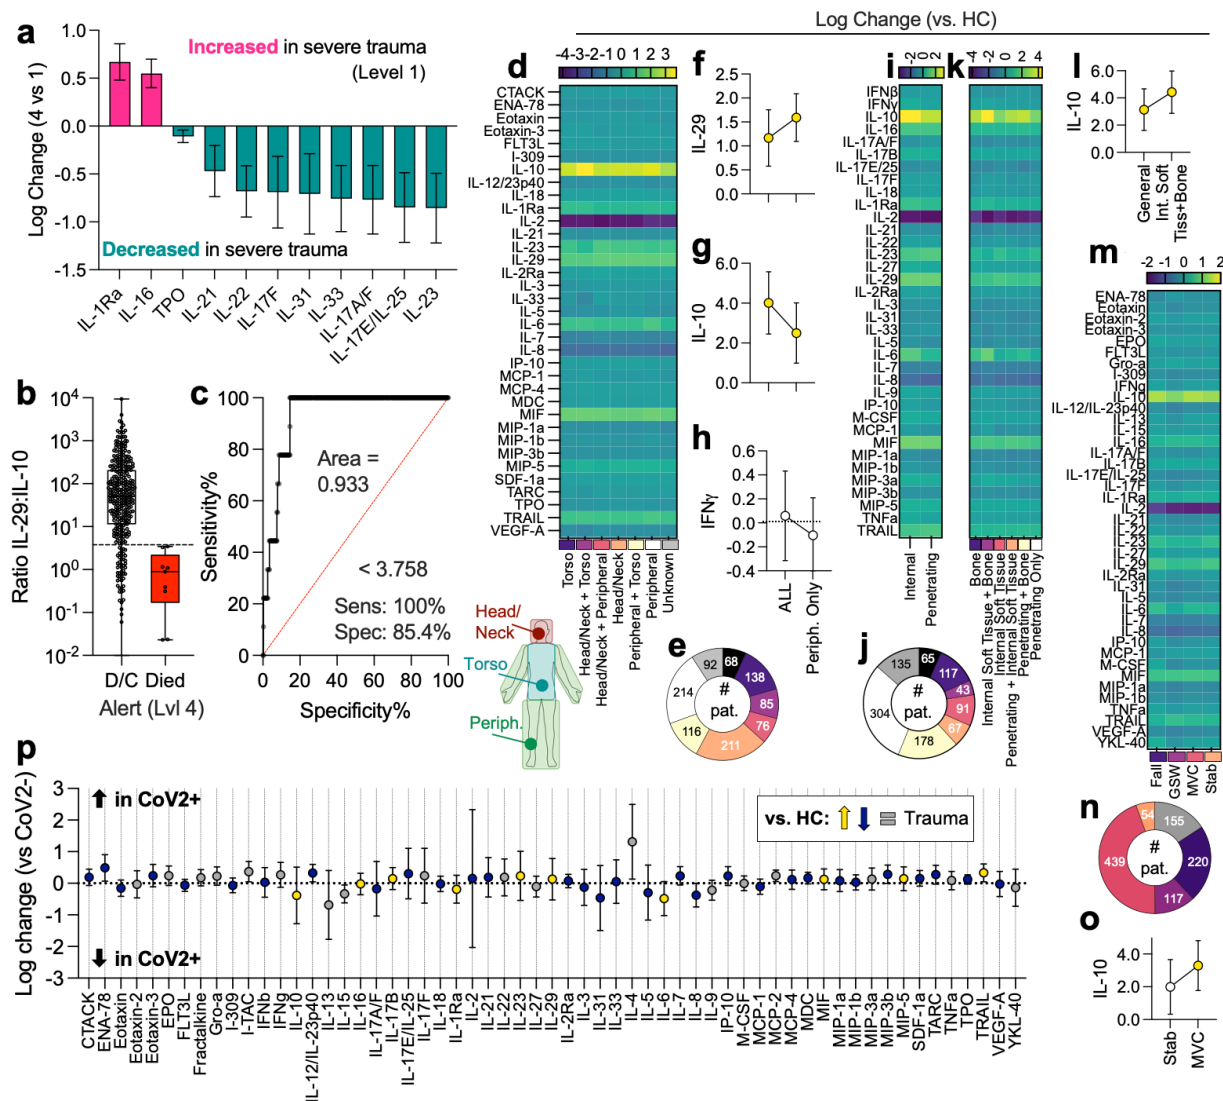 Log Change (vs. HC)
a
Log Change (4 vs 1)
1.0
0.5
0.0
-0.5
-1.0
-1.5
Increased in severe trauma
(Level 1)
Decreased in severe trauma
IL-1Ra
IL-16
TPO
IL-21
IL-22
IL-17F
IL-31
IL-33
IL-17A/F
IL-17E/IL-25
IL-23
b
Ratio IL-29:IL-10
10^4
10^3
10^2
10^1
10^0
10^-1
10^-2
D/C Died
Alert (Lvl 4)
c
Sensitivity%
100
80
60
40
20
0
Area =
0.933
< 3.758
Sens: 100%
Spec: 85.4%
0 20 40 60 80 100
Specificity%
d
-4 -3 -2 -1 0 1 2 3
CTACK
ENA-78
Eotaxin
Eotaxin-3
FLT3L
I-309
IL-10
IL-12/23p40
IL-18
IL-1Ra
IL-2
IL-21
IL-23
IL-29
IL-2Ra
IL-3
IL-33
IL-5
IL-6
IL-7
IL-8
IP-10
MCP-1
MCP-4
MDC
MIF
MIP-1a
MIP-1b
MIP-3b
MIP-5
SDF-1a
TARC
TPO
TRAIL
VEGF-A
Torso
Head/Neck + Torso
Head/Neck + Peripheral
Head/Neck
Peripheral + Torso
Peripheral
Unknown
Head/
Neck
Torso
Periph.
e
#
pat.
68
138
85
76
211
116
214
92
f
IL-29
2.5
2.0
1.5
1.0
0.5
0.0
g
IL-10
6.0
4.0
2.0
0.0
h
IFNγ
0.6
0.4
0.2
0.0
-0.2
-0.4
ALL
Periph. Only
i
-2 0 2
IFNβ
IFNγ
IL-10
IL-16
IL-17A/F
IL-17B
IL-17E/25
IL-17F
IL-18
IL-1Ra
IL-2
IL-21
IL-22
IL-23
IL-27
IL-29
IL-2Ra
IL-3
IL-31
IL-33
IL-5
IL-6
IL-7
IL-8
IL-9
IP-10
M-CSF
MCP-1
MIF
MIP-1a
MIP-1b
MIP-3a
MIP-3b
MIP-5
TNFa
TRAIL
Internal
Penetrating
j
#
pat.
65
117
43
91
67
178
304
135
k
-4 -2 0 2 4
Bone
Internal Soft Tissue + Bone
Internal Soft Tissue
Penetrating + Internal Soft Tissue
Penetrating + Bone
Penetrating Only
l
IL-10
6.0
4.0
2.0
0.0
General
Int. Soft
Tiss+Bone
m
-2 -1 0 1 2
ENA-78
Eotaxin
Eotaxin-2
Eotaxin-3
EPO
FLT3L
Gro-a
I-309
IFNg
IL-10
IL-12/IL-23p40
IL-13
IL-15
IL-16
IL-17A/F
IL-17B
IL-17E/IL-25
IL-17F
IL-1Ra
IL-2
IL-21
IL-22
IL-23
IL-27
IL-29
IL-2Ra
IL-31
IL-5
IL-6
IL-7
IL-8
IP-10
MCP-1
M-CSF
MIF
MIP-1a
MIP-1b
TNFa
TRAIL
VEGF-A
YKL-40
Fall
GSW
MVC
Stab
n
#
pat.
155
220
117
439
54
o
IL-10
4.0
2.0
0.0
Stab
MVC
p
Log change (vs CoV2-)
3
2
1
0
-1
-2
-3
in CoV2+
in CoV2+
vs. HC: Trauma
CTACK
ENA-78
Eotaxin
Eotaxin-2
Eotaxin-3
EPO
FLT3L
Fractalkine
Gro-a
I-309
I-TAC
IFNb
IFNg
IL-10
IL-12/IL-23p40
IL-13
IL-15
IL-16
IL-17A/F
IL-17B
IL-17E/IL-25
IL-17F
IL-18
IL-1Ra
IL-2
IL-21
IL-22
IL-23
IL-27
IL-29
IL-2Ra
IL-3
IL-31
IL-33
IL-4
IL-5
IL-6
IL-7
IL-8
IL-9
IP-10
M-CSF
MCP-1
MCP-2
MCP-4
MDC
MIF
MIP-1a
MIP-1b
MIP-3a
MIP-3b
MIP-5
SDF-1a
TARC
TNFa
TPO
TRAIL
VEGF-A
YKL-40